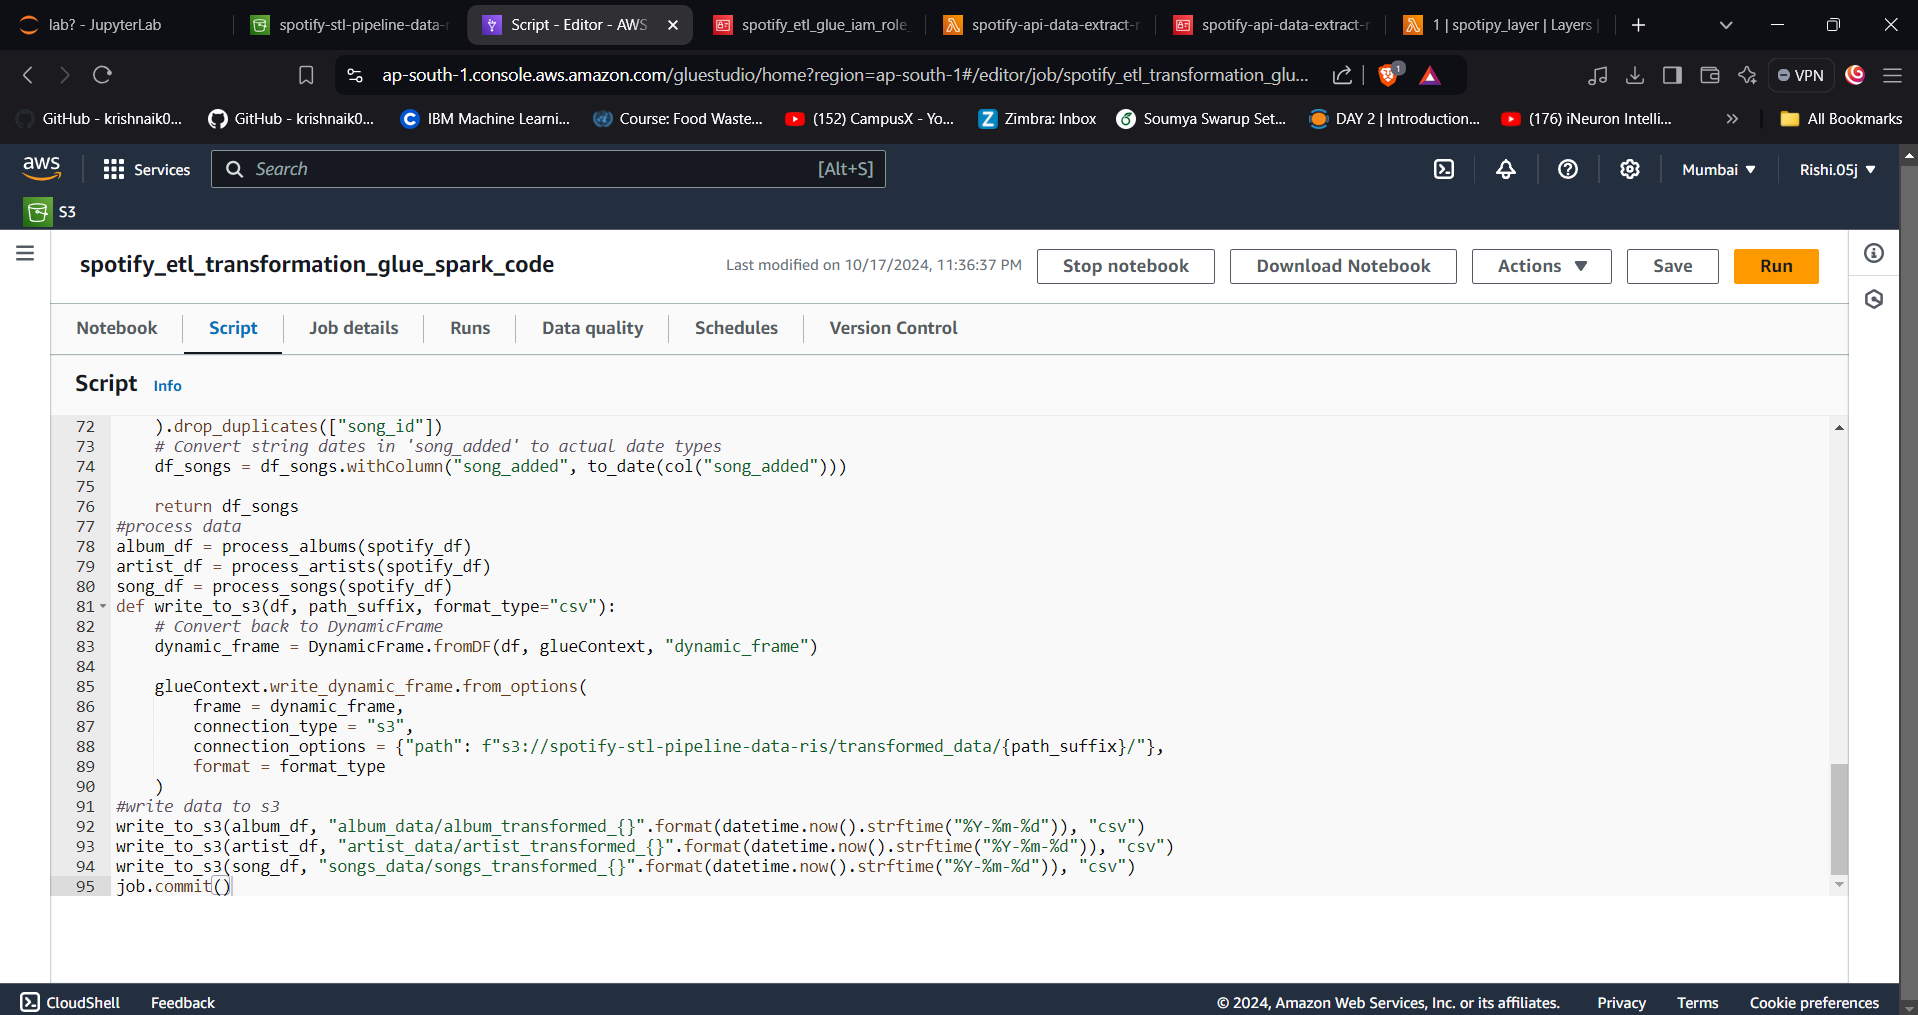 lab? - JupyterLab
spotify-stl-pipeline-data-r
Script - Editor - AWS
spotify_etl_glue_iam_role_
spotify-api-data-extract-
spotify-api-data-extract-
1 | spotipy_layer | Layers |
ap-south-1.console.aws.amazon.com/gluestudio/home?region=ap-south-1#/editor/job/spotify_etl_transformation_glu...
1
VPN
GitHub - krishnaik0...
GitHub - krishnaik0...
IBM Machine Learni...
Course: Food Waste...
(152) CampusX - Yo...
Zimbra: Inbox
Soumya Swarup Set...
DAY 2 | Introduction...
(176) iNeuron Intelli...
All Bookmarks
aws
Services
Search
[Alt+S]
Mumbai
Rishi.05j
S3
spotify_etl_transformation_glue_spark_code
Last modified on 10/17/2024, 11:36:37 PM
Stop notebook
Download Notebook
Actions
Save
Run
Notebook
Script
Job details
Runs
Data quality
Schedules
Version Control
Script Info
72 ).drop_duplicates(["song_id"])
73 # Convert string dates in 'song_added' to actual date types
74 df_songs = df_songs.withColumn("song_added", to_date(col("song_added")))
75
76 return df_songs
77 #process data
78 album_df = process_albums(spotify_df)
79 artist_df = process_artists(spotify_df)
80 song_df = process_songs(spotify_df)
81 def write_to_s3(df, path_suffix, format_type="csv"):
82 # Convert back to DynamicFrame
83 dynamic_frame = DynamicFrame.fromDF(df, glueContext, "dynamic_frame")
84
85 glueContext.write_dynamic_frame.from_options(
86 frame = dynamic_frame,
87 connection_type = "s3",
88 connection_options = {"path": f"s3://spotify-stl-pipeline-data-ris/transformed_data/{path_suffix}/"},
89 format = format_type
90 )
91 #write data to s3
92 write_to_s3(album_df, "album_data/album_transformed_{}".format(datetime.now().strftime("%Y-%m-%d")), "csv")
93 write_to_s3(artist_df, "artist_data/artist_transformed_{}".format(datetime.now().strftime("%Y-%m-%d")), "csv")
94 write_to_s3(song_df, "songs_data/songs_transformed_{}".format(datetime.now().strftime("%Y-%m-%d")), "csv")
95 job.commit()
CloudShell
Feedback
© 2024, Amazon Web Services, Inc. or its affiliates.
Privacy
Terms
Cookie preferences